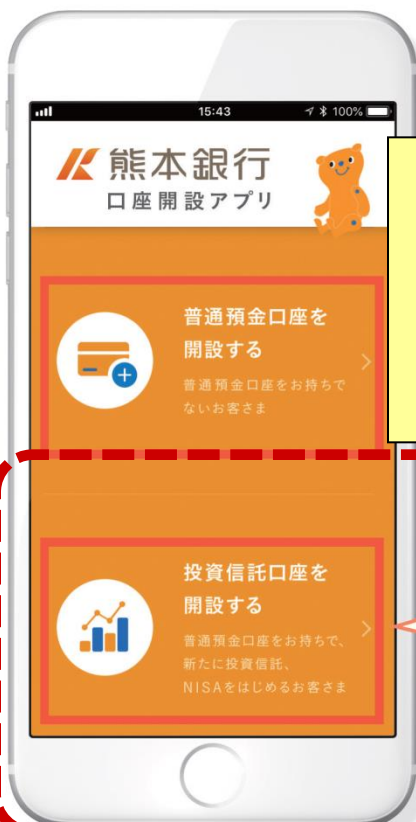 15:43
100%
熊本銀行
口座開設アプリ
普通預金口座を
開設する
普通預金口座をお持ちで
ないお客さま
投資信託口座を
開設する
普通預金口座をお持ちで、
新たに投資信託、
NISAをはじめるお客さま